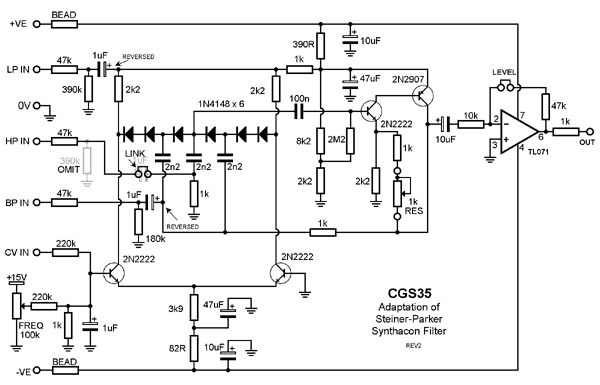 +VE BEAD
390R 10uF
LP IN 47k 1uF REVERSED
390k 2k2 2k2 1k 47uF 2N2907
LEVEL
0V
1N4148 x 6 100n 2N2222
47k
HP IN 47k
390k OMIT
LINK
2n2 2n2 2n2
8k2 2M2 1k
10uF 10k 2 7 3 4 6 TL071 1k OUT
1k 2k2 2k2 1k RES
BP IN 47k 1uF
180k REVERSED
1k
CV IN 220k
2N2222 2N2222
+15V
220k
FREQ 100k
1k 1uF
3k9 47uF
82R 10uF
CGS35
Adaptation of
Steiner-Parker
Synthacon Filter
REV2
-VE BEAD